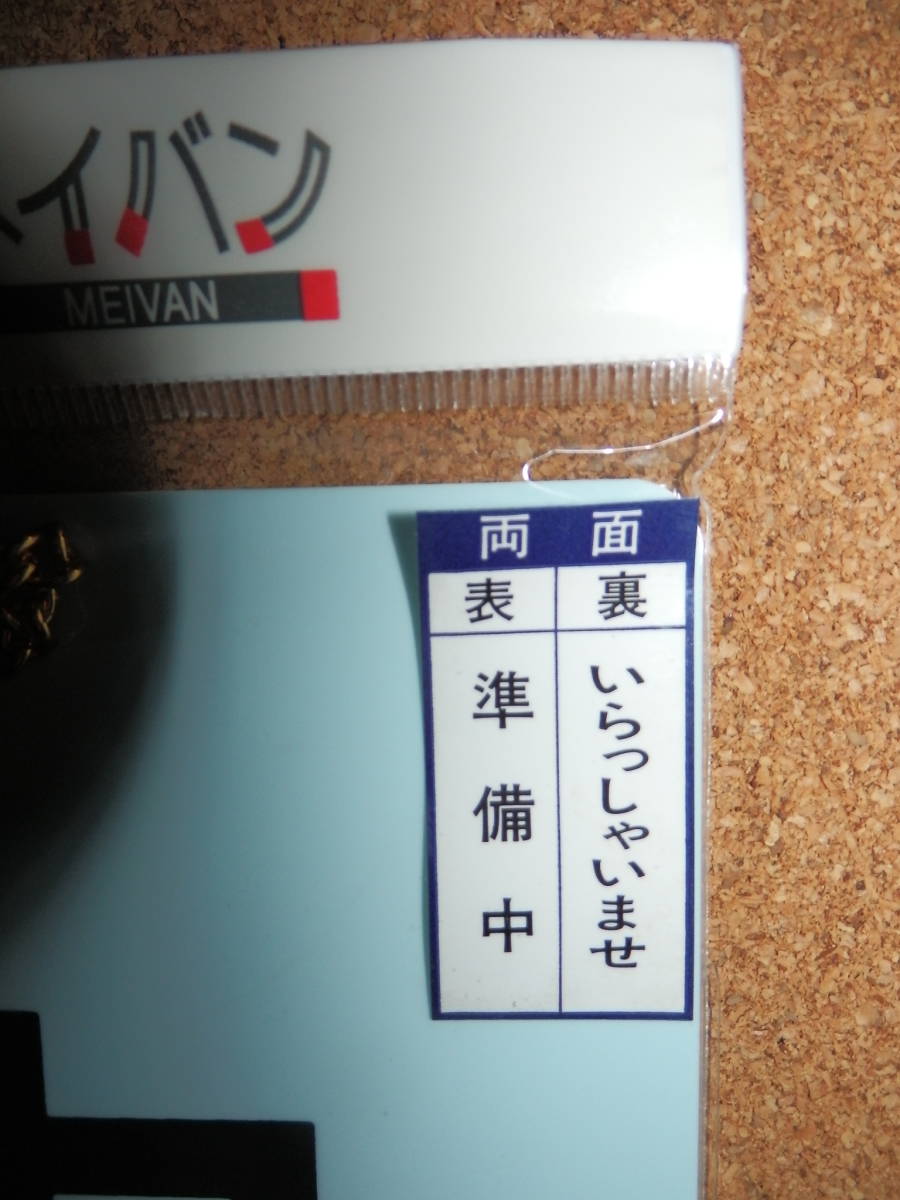 イバン
MEIVAN
両面
表
裏
準備中
いらっしゃいませ